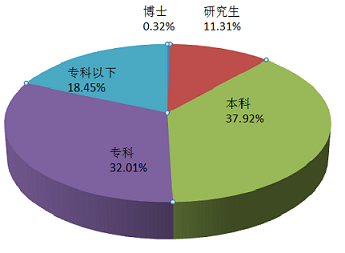 博士
0.32%
研究生
11.31%
专科以下
18.45%
本科
37.92%
专科
32.01%